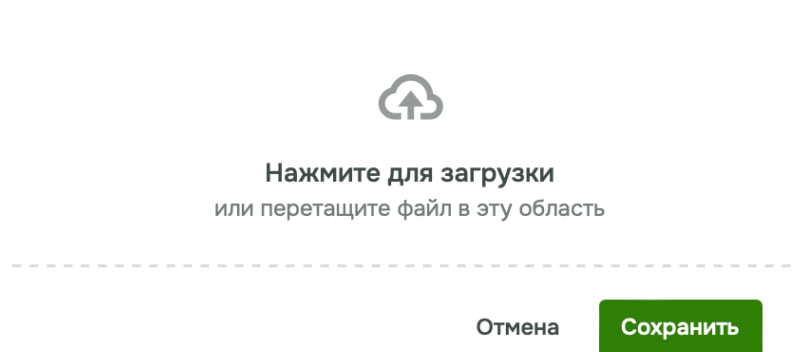 Нажмите для загрузки
или перетащите файл в эту область
Отмена
Сохранить